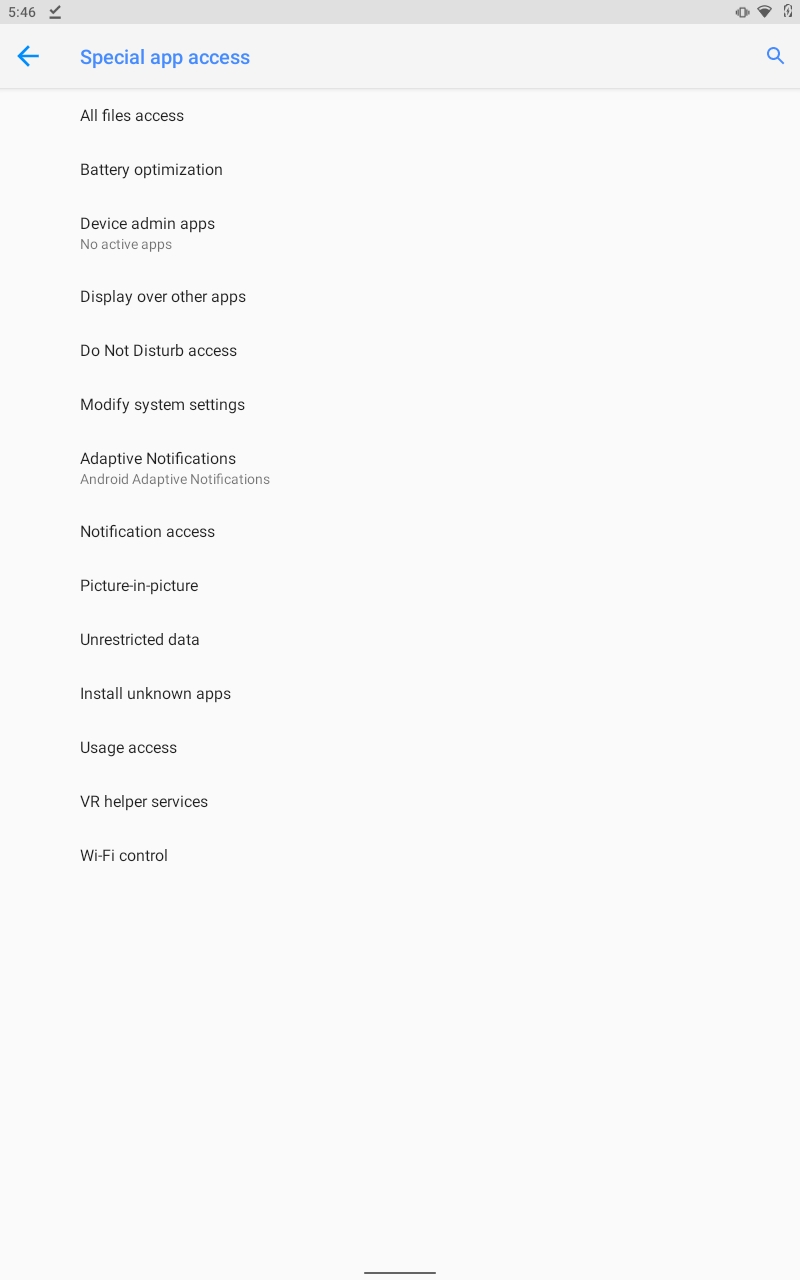 5:46
Special app access
All files access
Battery optimization
Device admin apps
No active apps
Display over other apps
Do Not Disturb access
Modify system settings
Adaptive Notifications
Android Adaptive Notifications
Notification access
Picture-in-picture
Unrestricted data
Install unknown apps
Usage access
VR helper services
Wi-Fi control